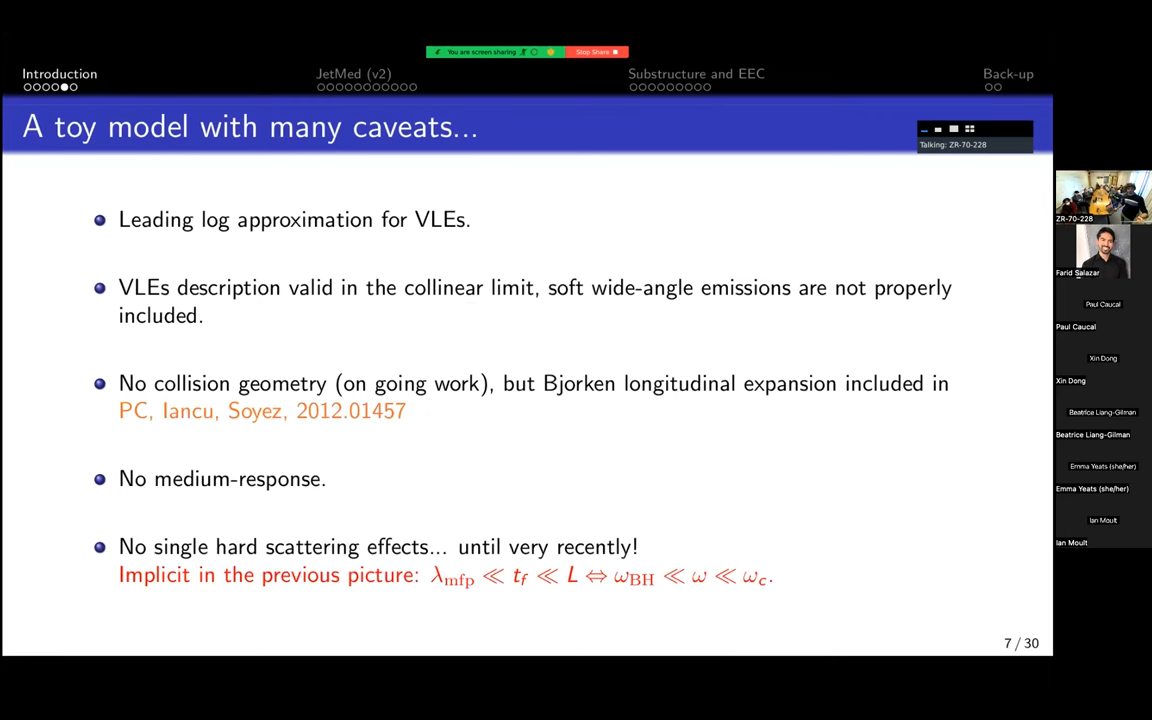 You are screen sharing
Stop Share
Introduction
JetMed (v2)
Substructure and EEC
Back-up
A toy model with many caveats...
Talking: ZR-70-228
Leading log approximation for VLEs.
VLEs description valid in the collinear limit, soft wide-angle emissions are not properly
included.
No collision geometry (on going work), but Bjorken longitudinal expansion included in
PC, Iancu, Soyez, 2012.01457
No medium-response.
No single hard scattering effects... until very recently!
Implicit in the previous picture: λ_mfp ≪ t_f ≪ L ⇔ ω_BH ≪ ω ≪ ω_c.
7 / 30
ZR-70-228
Farid Salazar
Paul Caucal
Paul Caucal
Xin Dong
Xin Dong
Beatrice Liang-Gilman
Beatrice Liang-Gilman
Emma Yeats (she/her)
Emma Yeats (she/her)
Ian Moult
Ian Moult